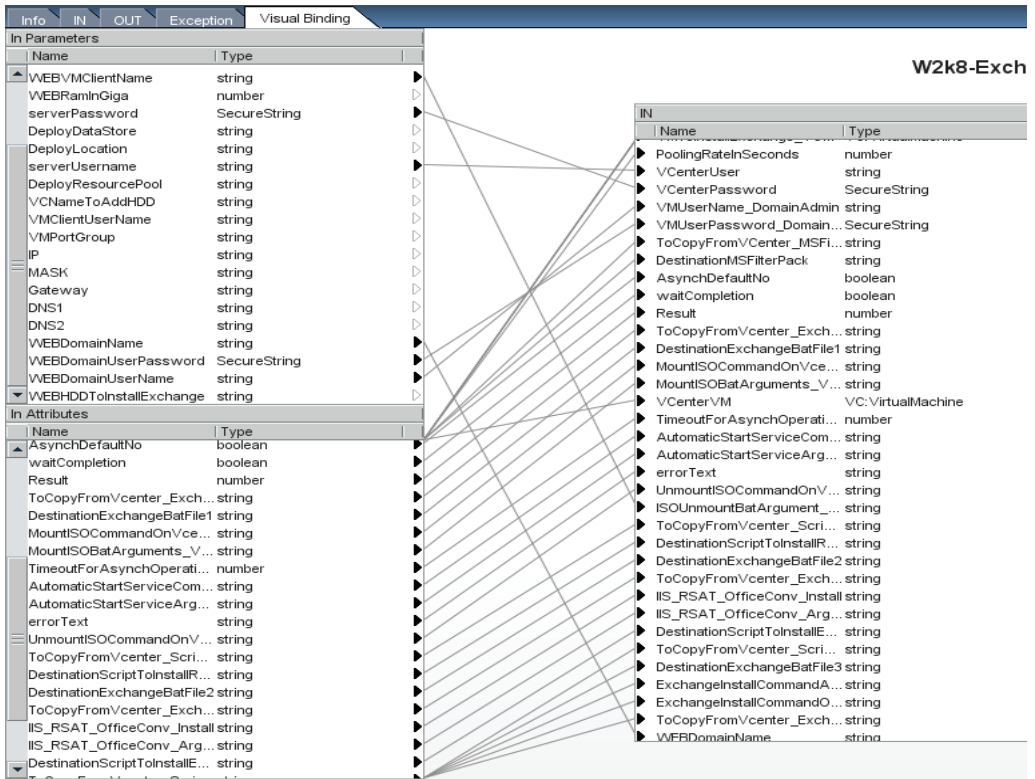 Info IN OUT Exception Visual Binding
In Parameters
Name Type
WEBVMClientName string
WEBRamInGiga number
serverPassword SecureString
DeployDataStore string
DeployLocation string
serverUsername string
DeployResourcePool string
VCNameToAddHDD string
VMClientUserName string
VMPortGroup string
IP string
MASK string
Gateway string
DNS1 string
DNS2 string
WEBDomainName string
WEBDomainUserPassword SecureString
WEBDomainUserName string
WEBHDDToInstallExchange string
In Attributes
Name Type
AsynchDefaultNo boolean
waitCompletion boolean
Result number
ToCopyFromVcenter_Exch... string
DestinationExchangeBatFile1 string
MountISOCommandOnVce... string
MountISOBatArguments_V... string
TimeoutForAsynchOperati... number
AutomaticStartServiceCom... string
AutomaticStartServiceArg... string
errorText string
UnmountISOCommandOnV... string
ToCopyFromVcenter_Scri... string
DestinationScriptToInstallR... string
DestinationExchangeBatFile2 string
ToCopyFromVcenter_Exch... string
IIS_RSAT_OfficeConv_Install string
IIS_RSAT_OfficeConv_Arg... string
DestinationScriptToInstallE... string
W2k8-Exch
IN
Name Type
PoolingRateInSeconds number
VCenterUser string
VCenterPassword SecureString
VMUserName_DomainAdmin string
VMUserPassword_Domain... SecureString
ToCopyFromVCenter_MSFi... string
DestinationMSFilterPack string
AsynchDefaultNo boolean
waitCompletion boolean
Result number
ToCopyFromVcenter_Exch... string
DestinationExchangeBatFile1 string
MountISOCommandOnVce... string
MountISOBatArguments_V... string
VCenterVM VC:VirtualMachine
TimeoutForAsynchOperati... number
AutomaticStartServiceCom... string
AutomaticStartServiceArg... string
errorText string
UnmountISOCommandOnV... string
ISOUnmountBatArgument_... string
ToCopyFromVcenter_Scri... string
DestinationScriptToInstallR... string
DestinationExchangeBatFile2 string
ToCopyFromVcenter_Exch... string
IIS_RSAT_OfficeConv_Install string
IIS_RSAT_OfficeConv_Arg... string
DestinationScriptToInstallE... string
ToCopyFromVcenter_Scri... string
DestinationExchangeBatFile3 string
ExchangeInstallCommandA... string
ExchangeInstallCommandO... string
ToCopyFromVcenter_Exch... string
WEBDomainName string